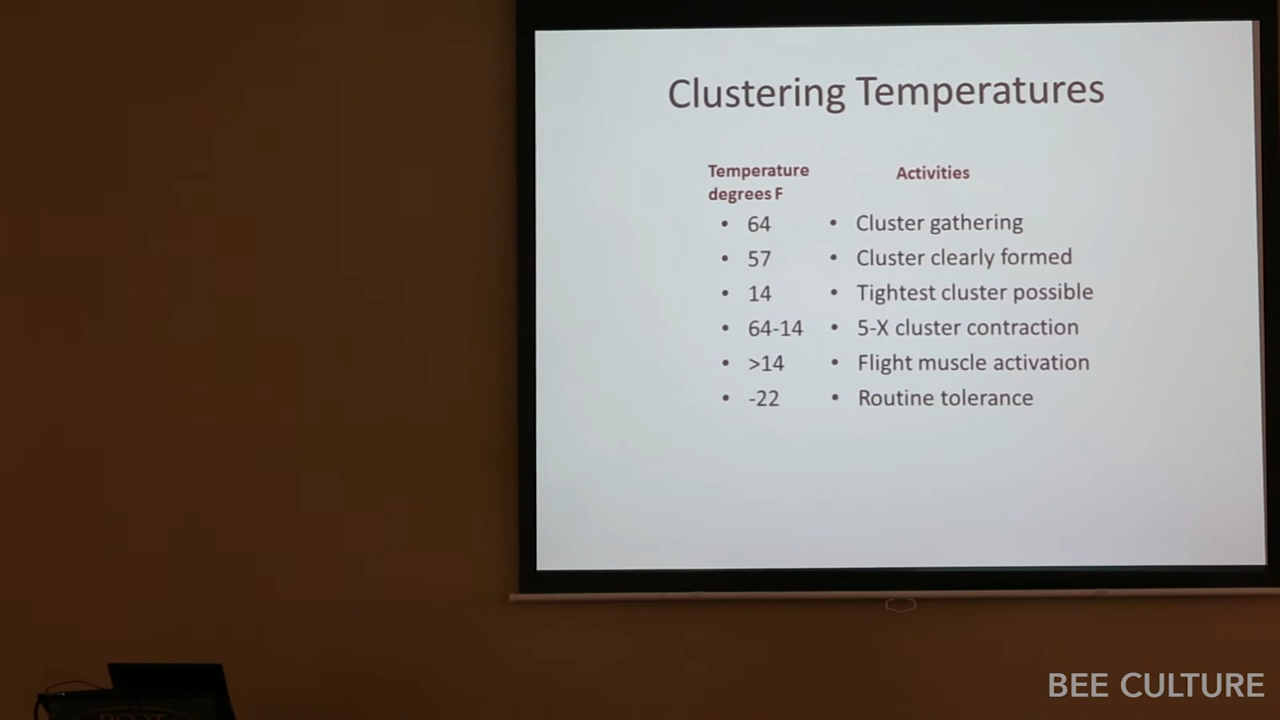 Clustering Temperatures
Temperature
degrees F
Activities
• 64 • Cluster gathering
• 57 • Cluster clearly formed
• 14 • Tightest cluster possible
• 64-14 • 5-X cluster contraction
• >14 • Flight muscle activation
• -22 • Routine tolerance
BEE CULTURE